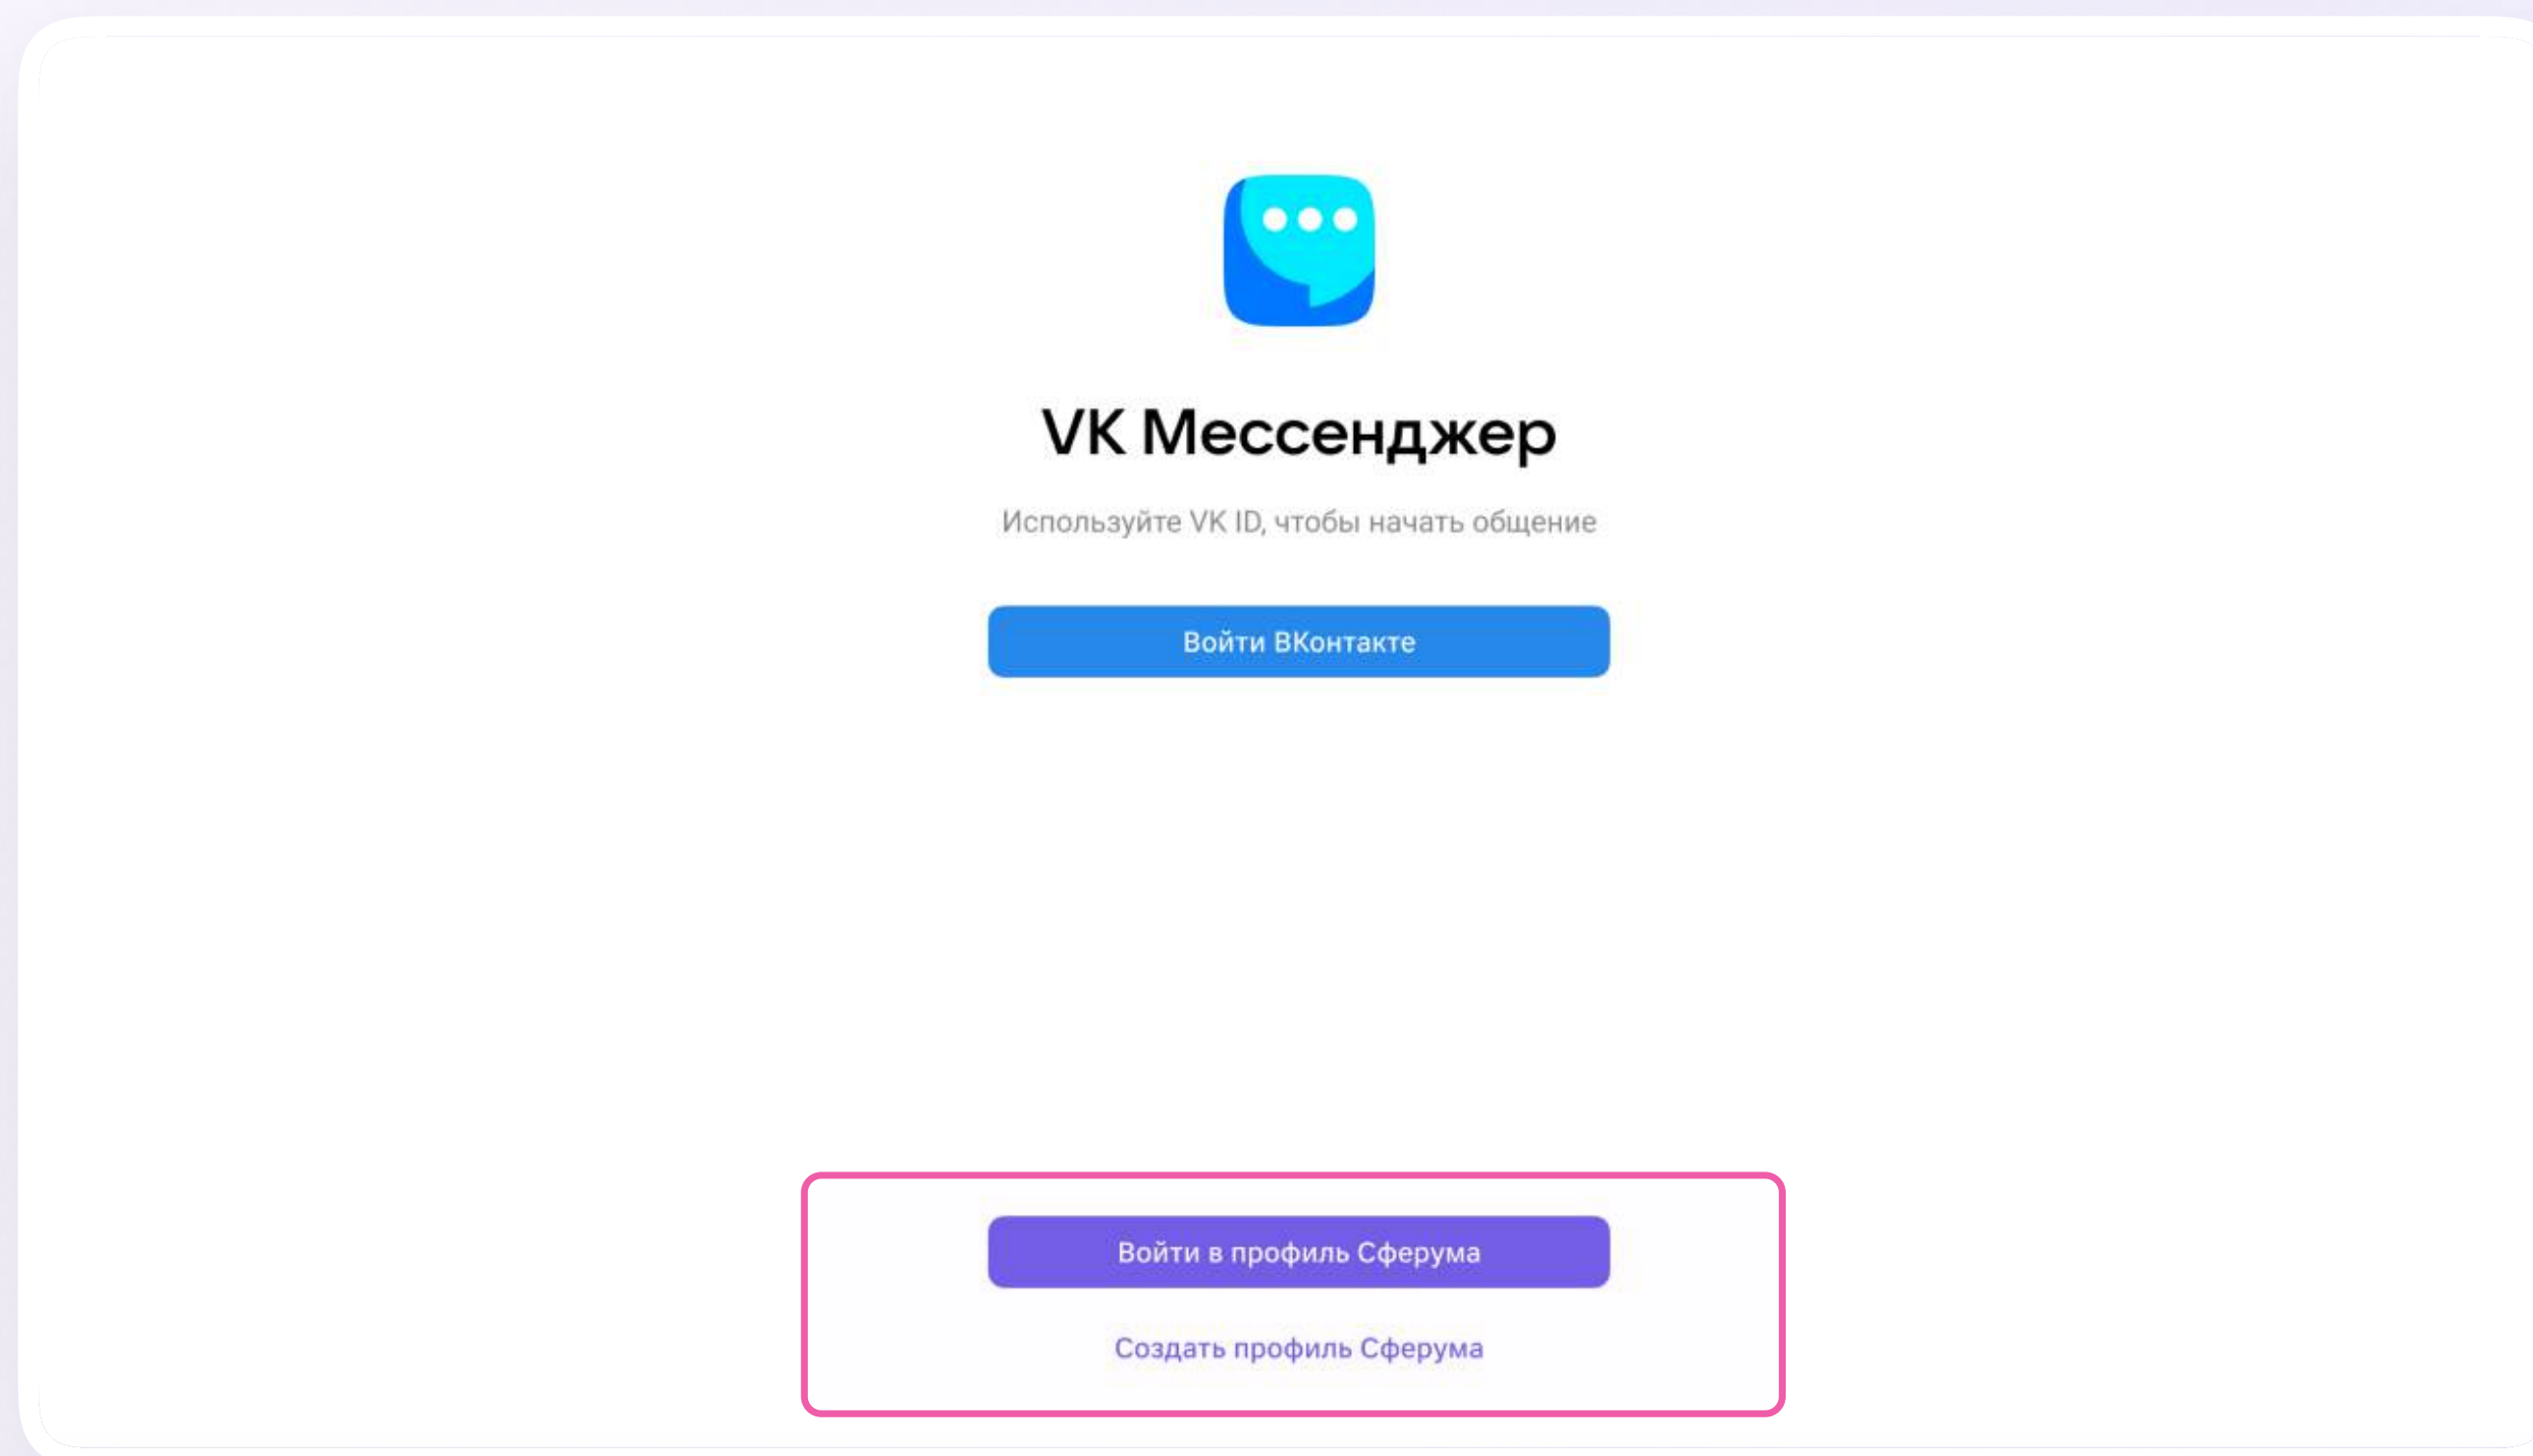 VK Мессенджер
Используйте VK ID, чтобы начать общение
Войти ВКонтакте
Войти в профиль Сферума
Создать профиль Сферума